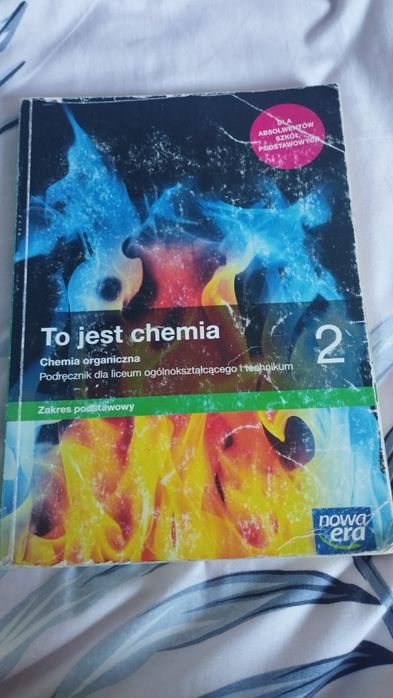 DLA
ABSOLWENTÓW
SZKÓŁ
PODSTAWOWYCH
To jest chemia
2
Chemia organiczna
Podręcznik dla liceum ogólnokształcącego i technikum
Zakres podstawowy
nowa
era